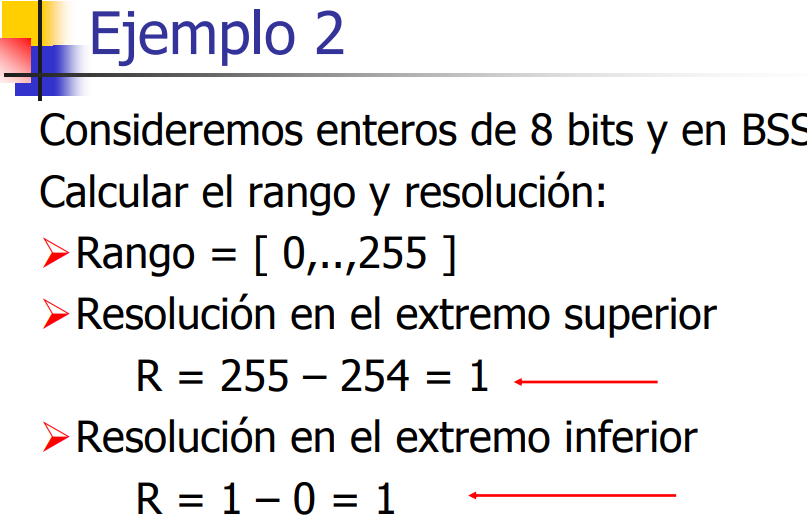 Ejemplo 2
Consideremos enteros de 8 bits y en BSS
Calcular el rango y resolución:
Rango = [ 0,..,255 ]
Resolución en el extremo superior
R = 255 – 254 = 1
Resolución en el extremo inferior
R = 1 – 0 = 1